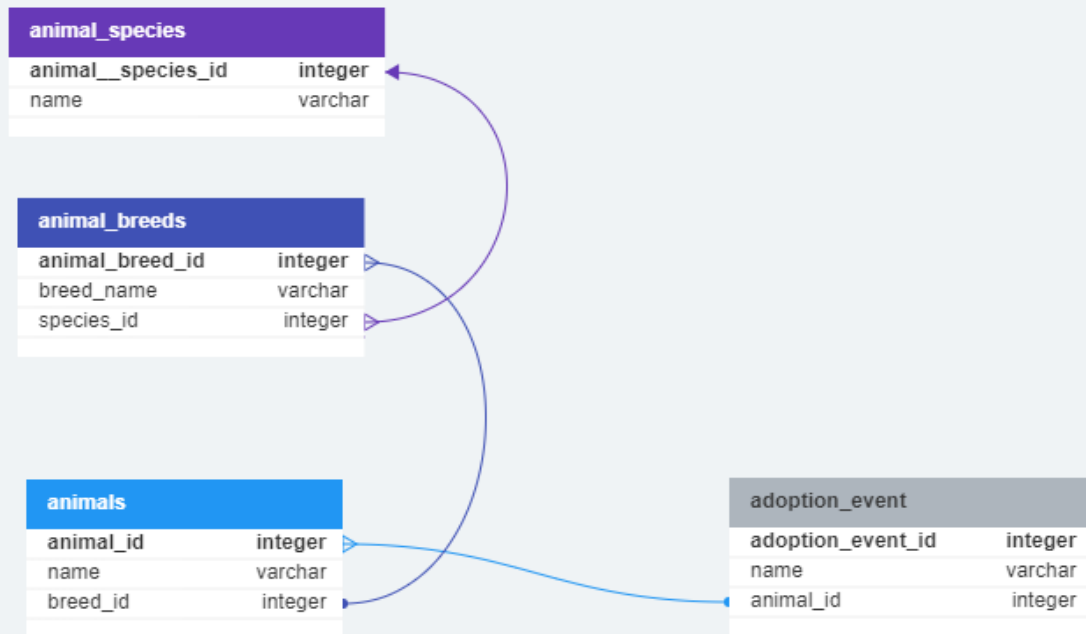 animal_species
animal__species_id integer
name varchar
animal_breeds
animal_breed_id integer
breed_name varchar
species_id integer
animals
animal_id integer
name varchar
breed_id integer
adoption_event
adoption_event_id integer
name varchar
animal_id integer